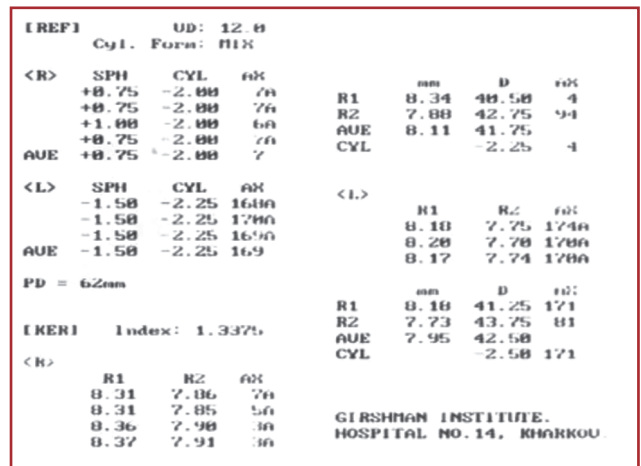 [REF] VD: 12.0
Cyl. Form: MIX
<R> SPH CYL AX
+0.75 -2.00 7A
+0.75 -2.00 7A
+1.00 -2.00 6A
+0.75 -2.00 7A
AVE +0.75 -2.00 7
<L> SPH CYL AX
-1.50 -2.25 168A
-1.50 -2.25 170A
-1.50 -2.25 169A
AVE -1.50 -2.25 169
PD = 62mm
[KER] Index: 1.3375
<R>
R1 R2 AX
8.31 7.86 7A
8.31 7.85 5A
8.36 7.90 3A
8.37 7.91 3A
mm D AX
R1 8.34 40.50 4
R2 7.88 42.75 94
AVE 8.11 41.75
CYL -2.25 4
<L>
R1 R2 AX
8.18 7.75 174A
8.20 7.70 170A
8.17 7.74 170A
mm D AX
R1 8.18 41.25 171
R2 7.73 43.75 81
AVE 7.95 42.50
CYL -2.50 171
GIRSHMAN INSTITUTE.
HOSPITAL NO.14, KHARKOV.